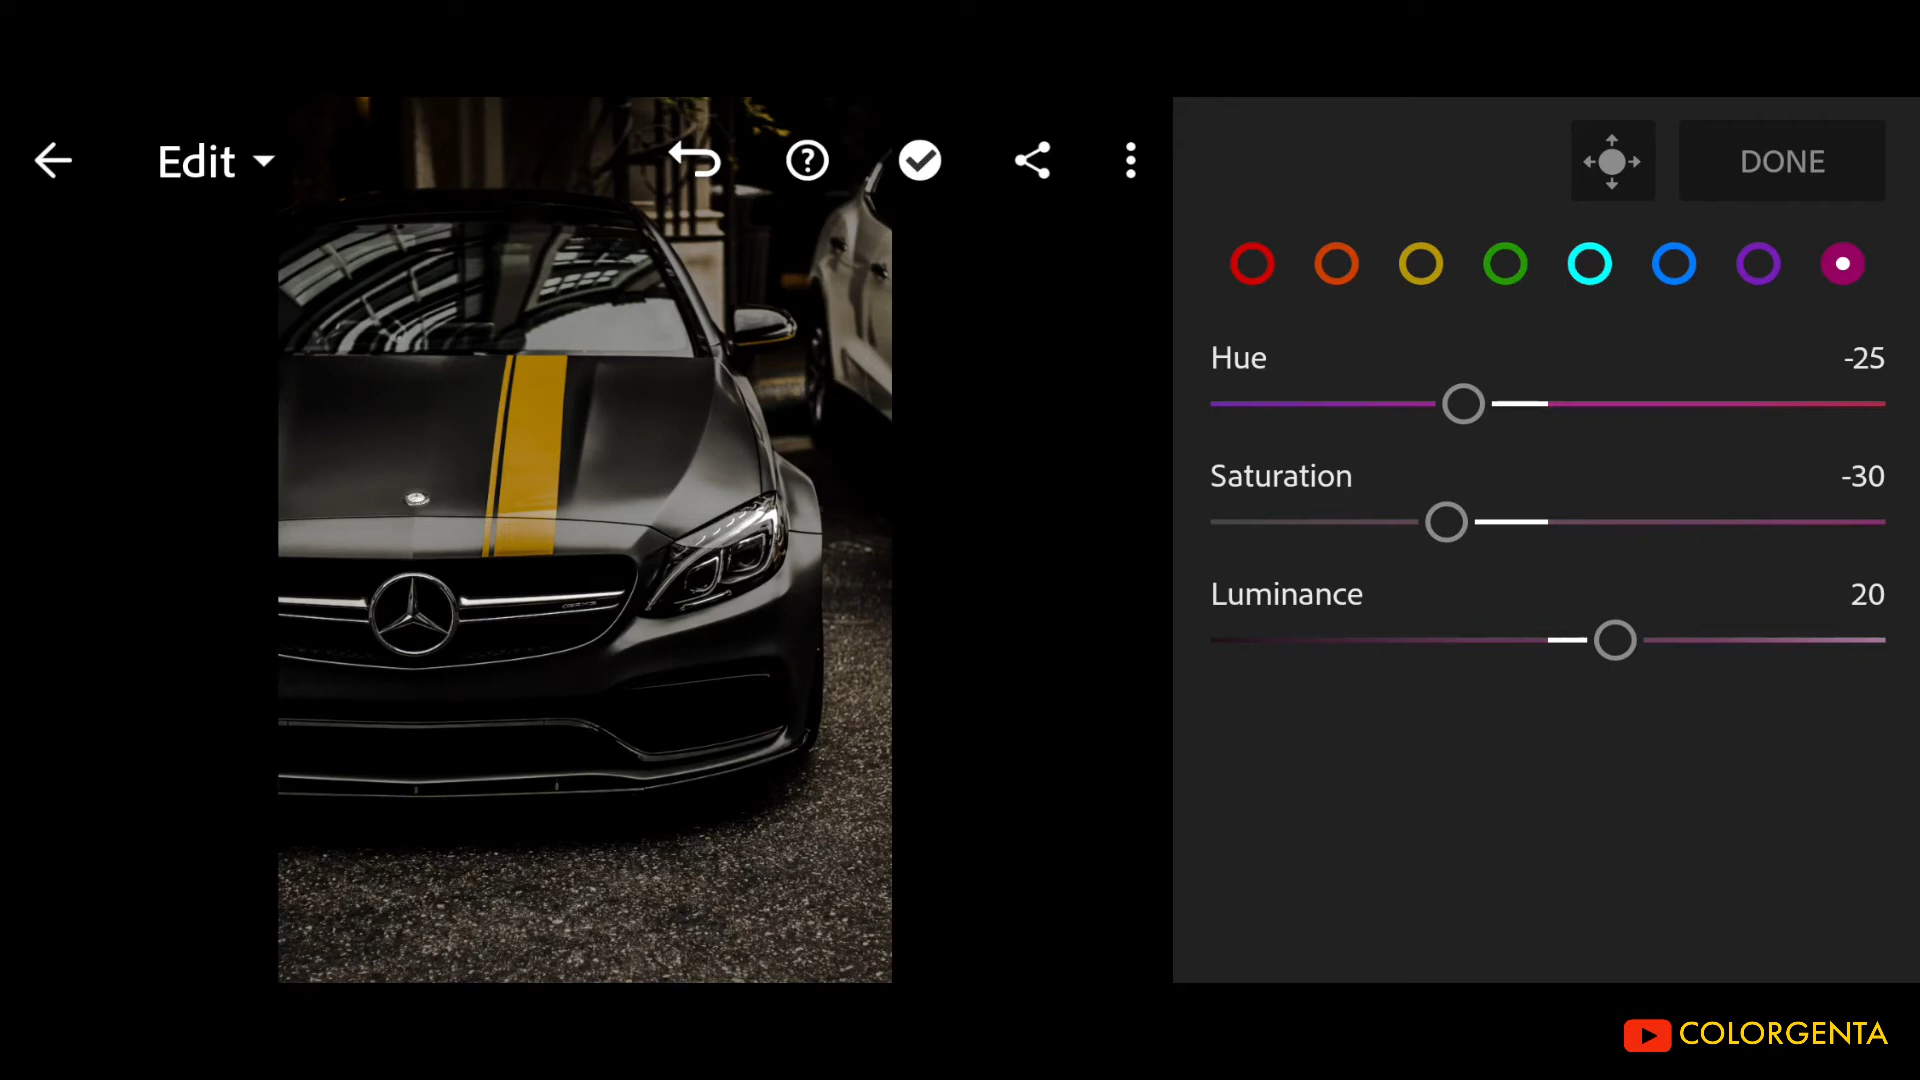 Edit
DONE
Hue -25
Saturation -30
Luminance 20
COLORGENTA